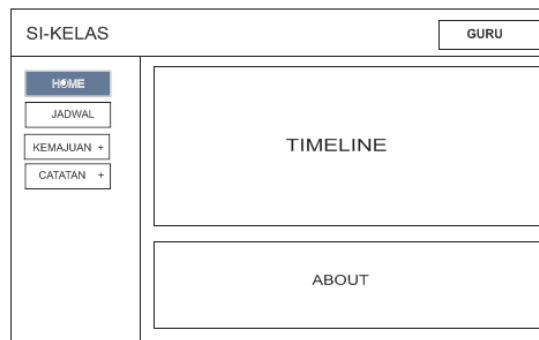 SI-KELAS
GURU
HOME
JADWAL
KEMAJUAN +
CATATAN +
TIMELINE
ABOUT